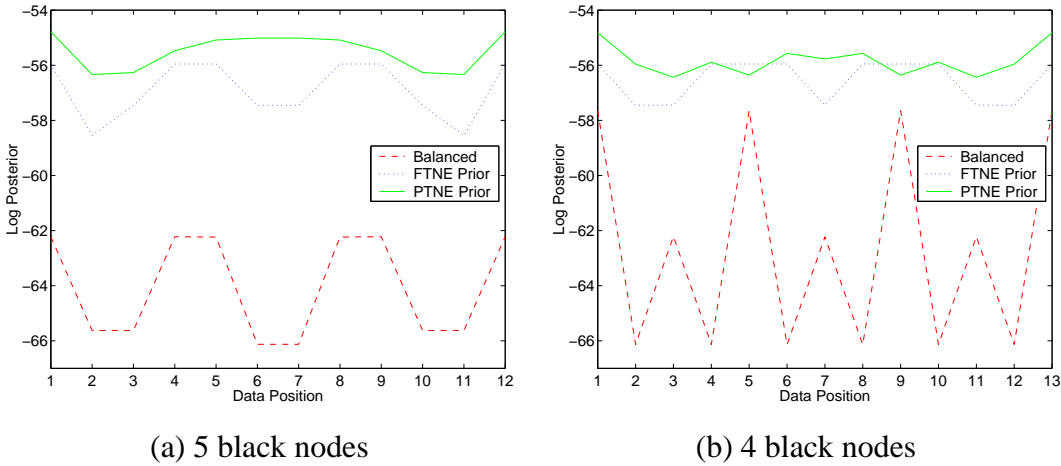 −54
−56
−58
−60
−62
−64
−66
Log Posterior
1 2 3 4 5 6 7 8 9 10 11 12
Data Position
Balanced
FTNE Prior
PTNE Prior
(a) 5 black nodes
−54
−56
−58
−60
−62
−64
−66
Log Posterior
1 2 3 4 5 6 7 8 9 10 11 12 13
Data Position
Balanced
FTNE Prior
PTNE Prior
(b) 4 black nodes